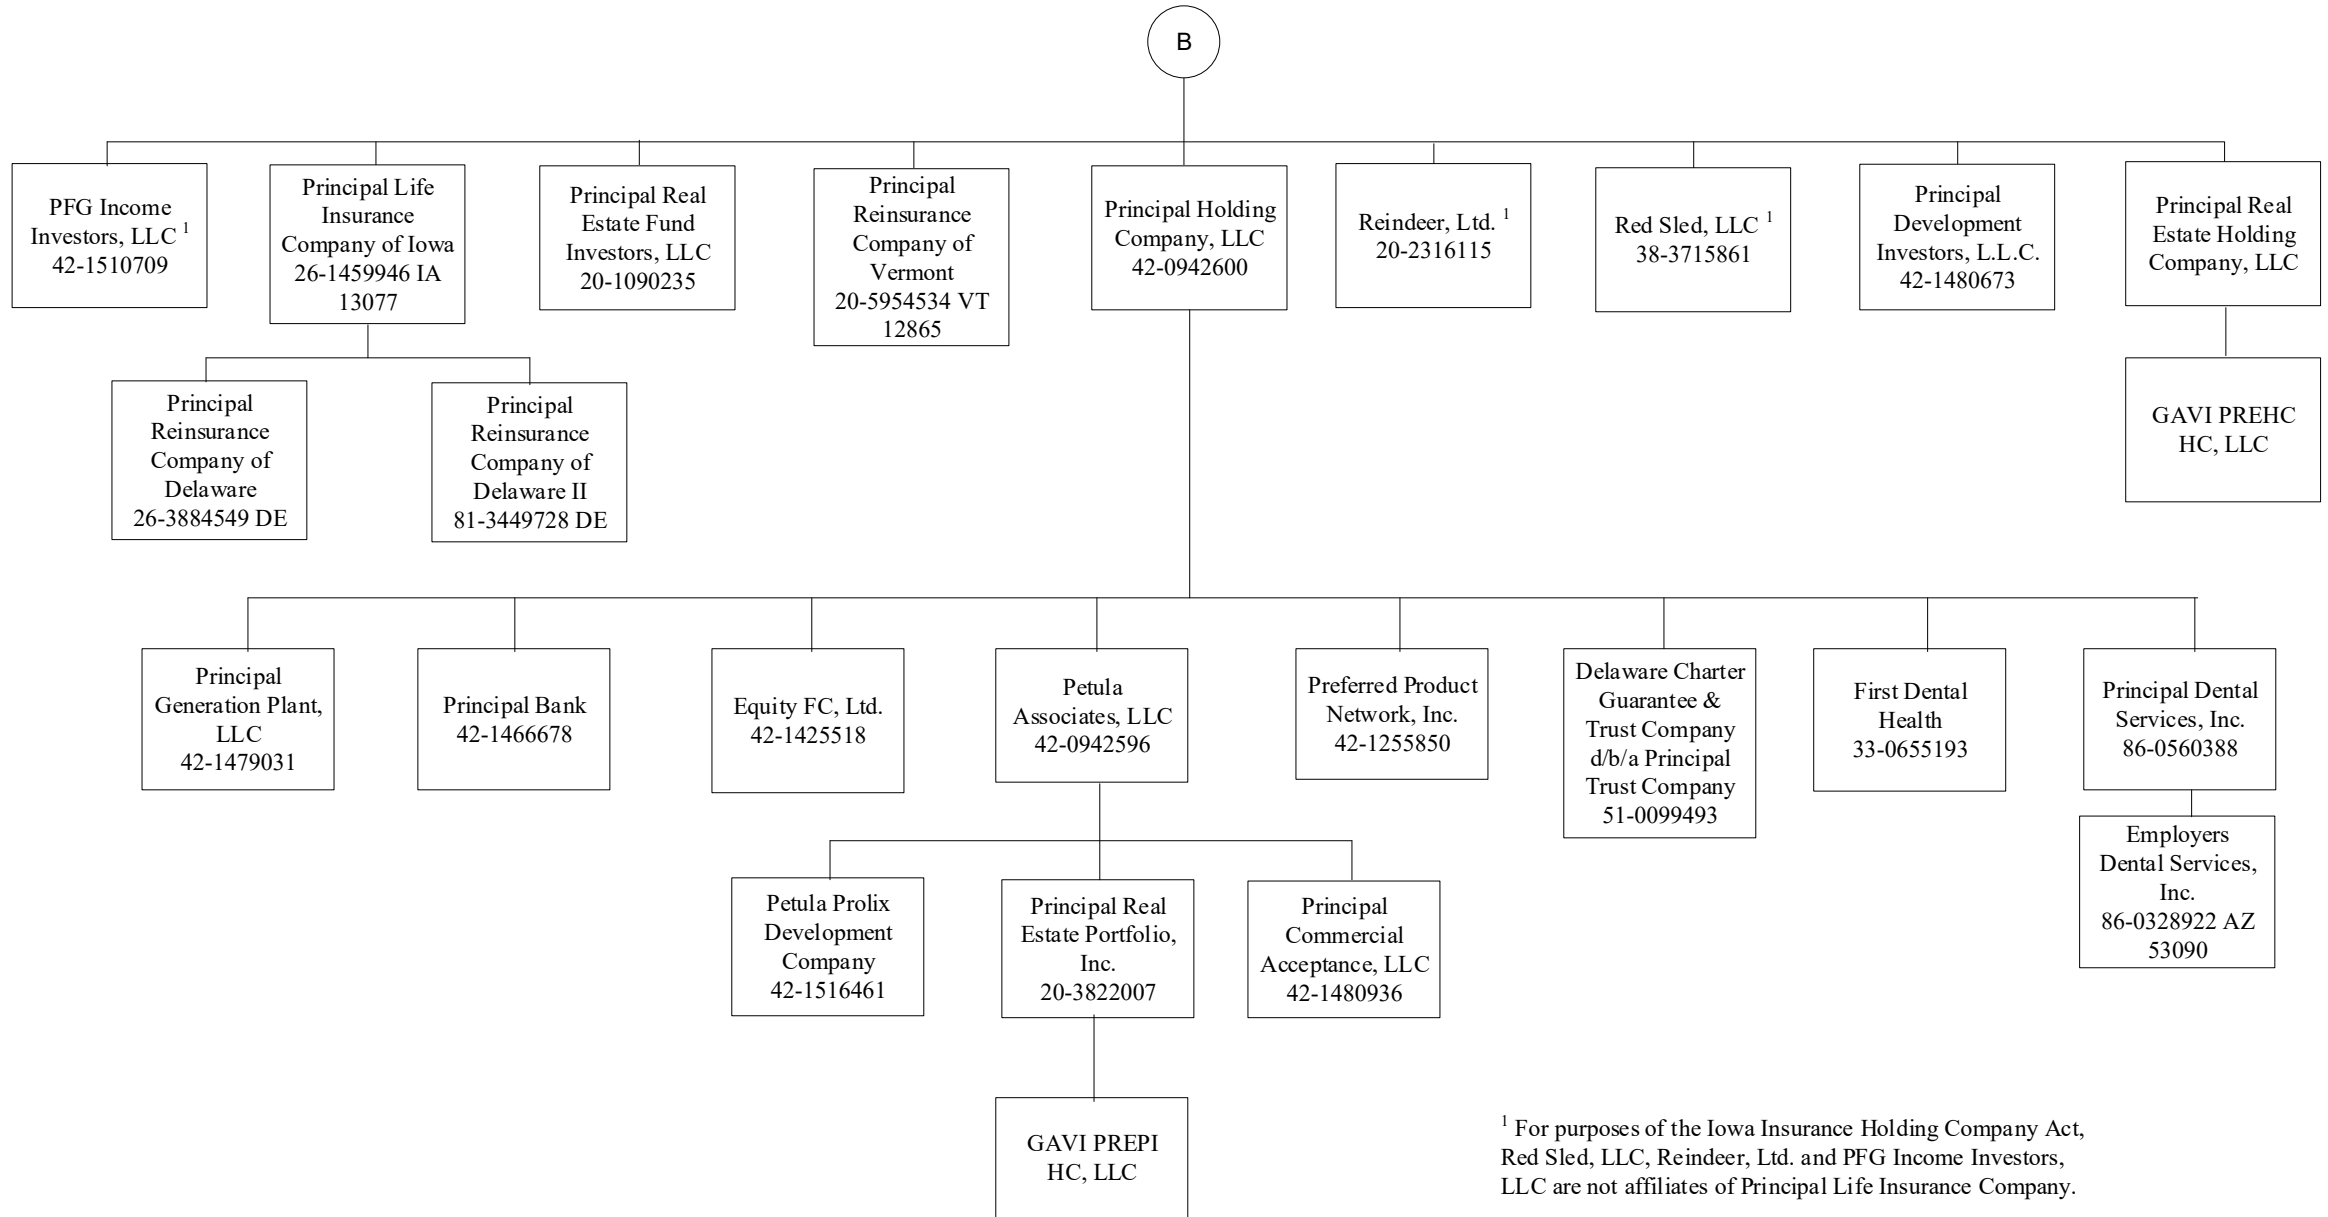 B
PFG Income
Investors, LLC 1
42-1510709
Principal Life
Insurance
Company of Iowa
26-1459946 IA
13077
Principal Real
Estate Fund
Investors, LLC
20-1090235
Principal
Reinsurance
Company of
Vermont
20-5954534 VT
12865
Principal Holding
Company, LLC
42-0942600
Reindeer, Ltd. 1
20-2316115
Red Sled, LLC 1
38-3715861
Principal
Development
Investors, L.L.C.
42-1480673
Principal Real
Estate Holding
Company, LLC
Principal
Reinsurance
Company of
Delaware
26-3884549 DE
Principal
Reinsurance
Company of
Delaware II
81-3449728 DE
GAVI PREHC
HC, LLC
Principal
Generation Plant,
LLC
42-1479031
Principal Bank
42-1466678
Equity FC, Ltd.
42-1425518
Petula
Associates, LLC
42-0942596
Preferred Product
Network, Inc.
42-1255850
Delaware Charter
Guarantee &
Trust Company
d/b/a Principal
Trust Company
51-0099493
First Dental
Health
33-0655193
Principal Dental
Services, Inc.
86-0560388
Employers
Dental Services,
Inc.
86-0328922 AZ
53090
Petula Prolix
Development
Company
42-1516461
Principal Real
Estate Portfolio,
Inc.
20-3822007
Principal
Commercial
Acceptance, LLC
42-1480936
GAVI PREPI
HC, LLC
1 For purposes of the Iowa Insurance Holding Company Act,
Red Sled, LLC, Reindeer, Ltd. and PFG Income Investors,
LLC are not affiliates of Principal Life Insurance Company.